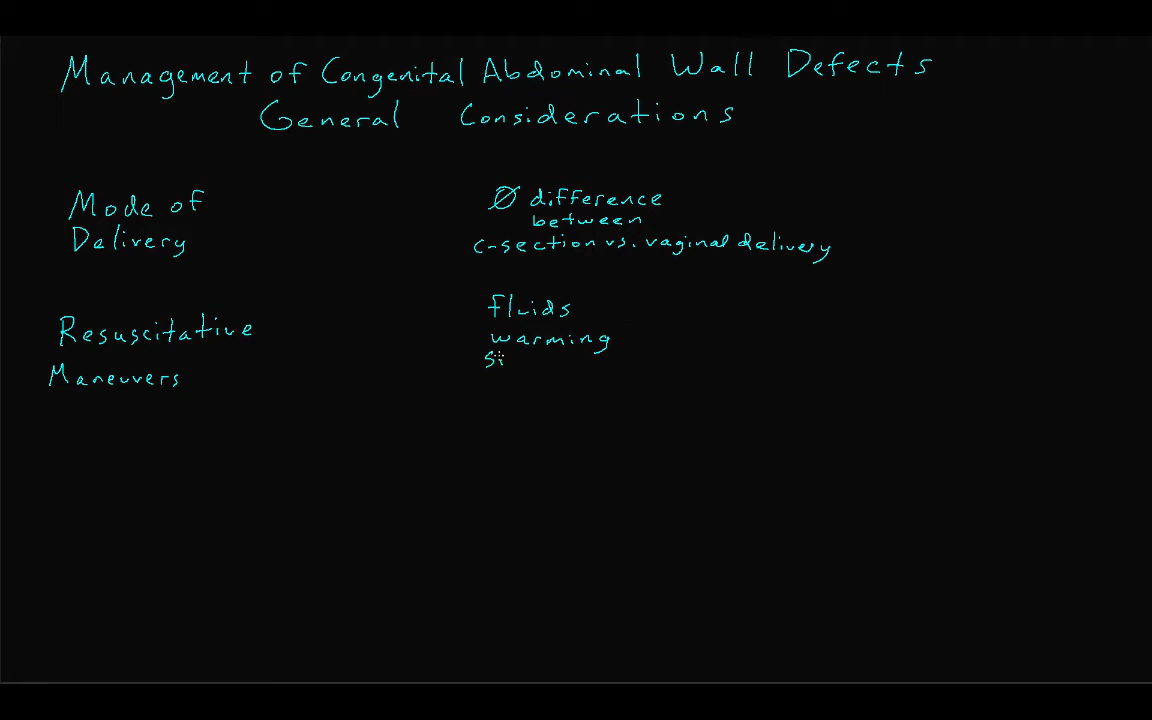 Management of Congenital Abdominal Wall Defects
General Considerations
Mode of
Delivery
Ø difference
between
c-section vs. vaginal delivery
Resuscitative
Maneuvers
fluids
warming